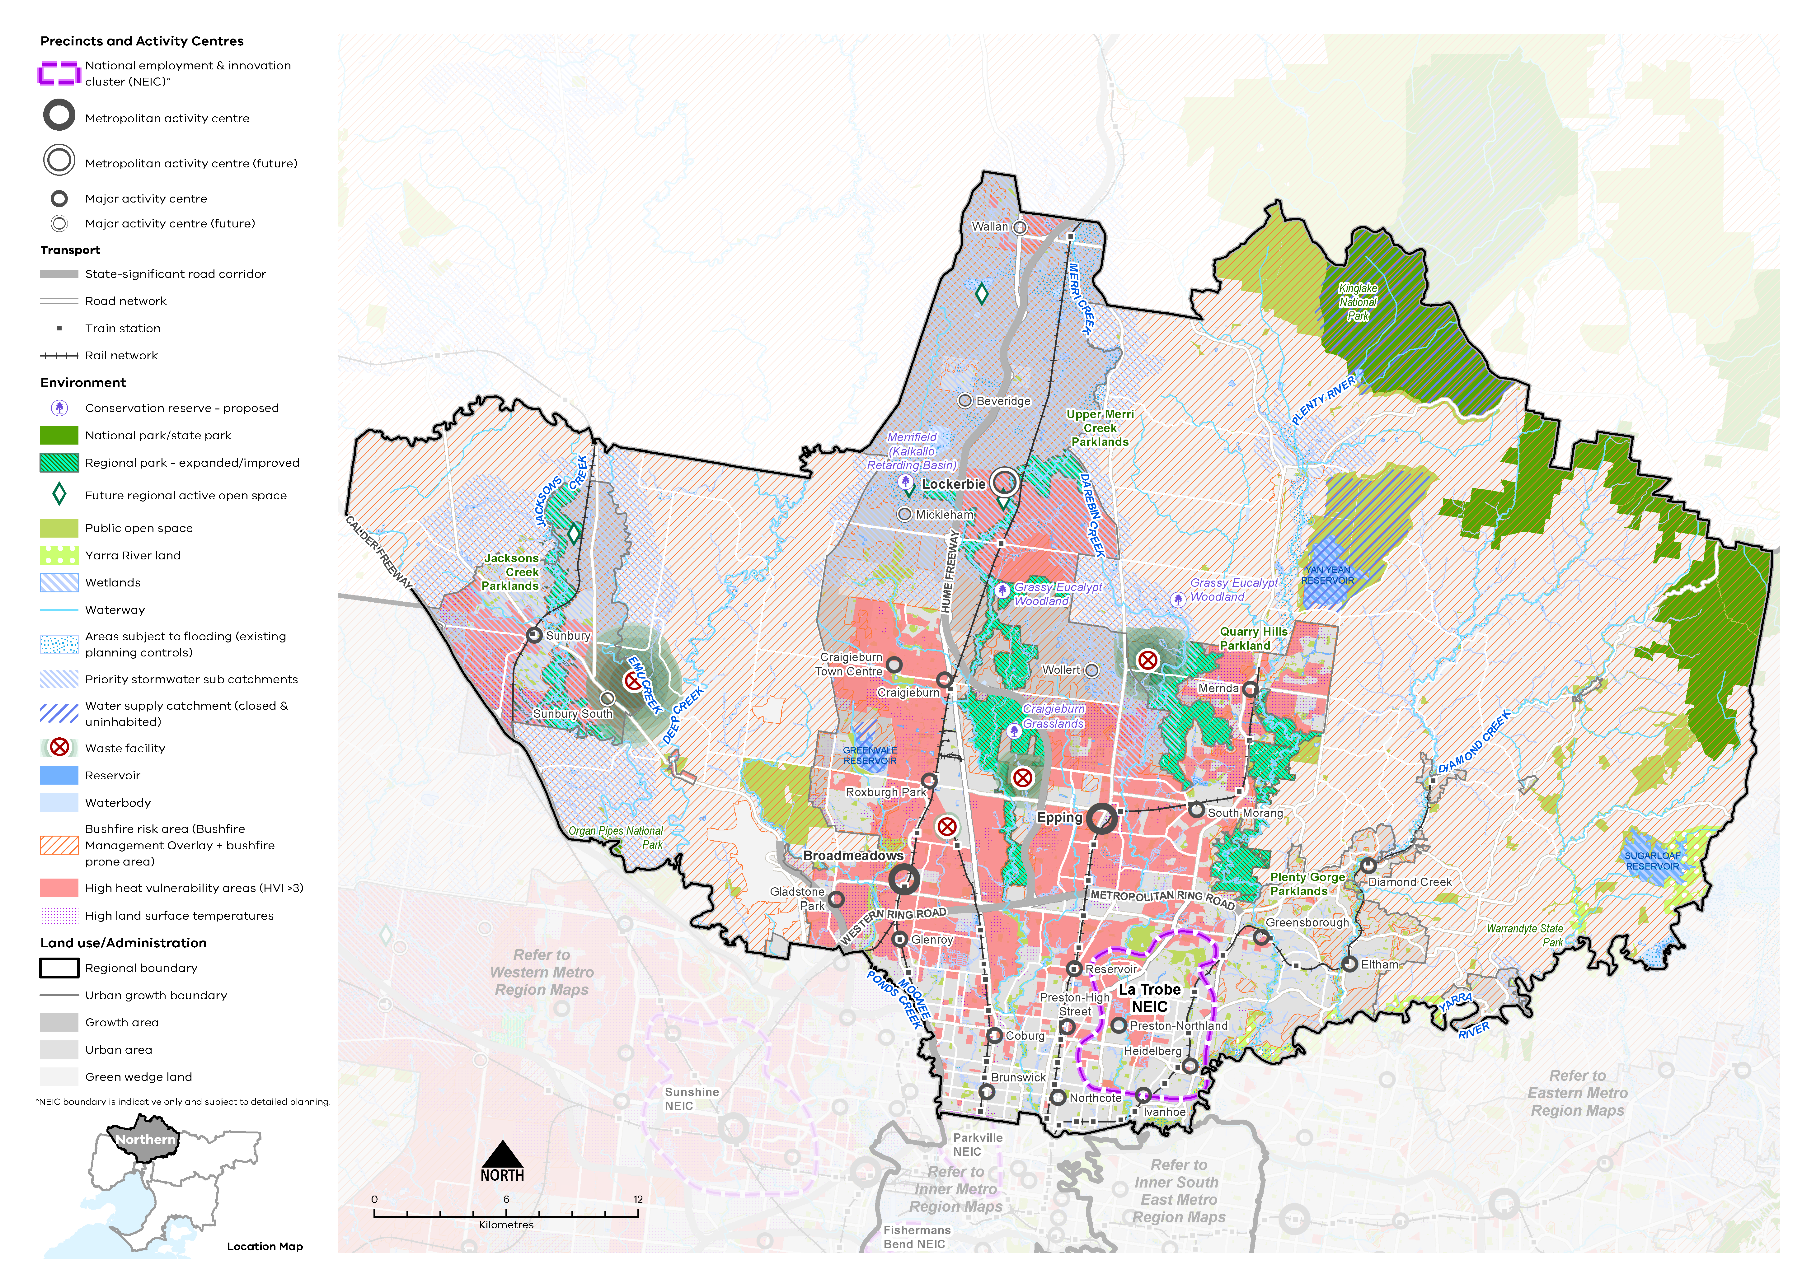 Precincts and Activity Centres
National employment & innovation
cluster (NEIC)*
Metropolitan activity centre
Metropolitan activity centre (future)
Major activity centre
Major activity centre (future)
Transport
State-significant road corridor
Road network
Train station
Rail network
Environment
Conservation reserve - proposed
National park/state park
Regional park - expanded/improved
Future regional active open space
Public open space
Yarra River land
Wetlands
Waterway
Areas subject to flooding (existing
planning controls)
Priority stormwater sub catchments
Water supply catchment (closed &
uninhabited)
Waste facility
Reservoir
Waterbody
Bushfire risk area (Bushfire
Management Overlay + bushfire
prone area)
High heat vulnerability areas (HVI >3)
High land surface temperatures
Land use/Administration
Regional boundary
Urban growth boundary
Growth area
Urban area
Green wedge land
*NEIC boundary is indicative only and subject to detailed planning.
Northern
Location Map
Wallan
MERRI CREEK
Kinglake
National
Park
PLENTY RIVER
Beveridge
Upper Merri
Creek
Parklands
Merrifield
(Kalkallo
Retarding Basin)
Lockerbie
Mickleham
DAREBIN CREEK
HUME FREEWAY
JACKSONS
CREEK
CALDER FREEWAY
Jacksons
Creek
Parklands
Grassy Eucalypt
Woodland
Grassy Eucalypt
Woodland
YAN YEAN
RESERVOIR
Quarry Hills
Parkland
Sunbury
EMU CREEK
Sunbury South
DEEP CREEK
Craigieburn
Town Centre
Craigieburn
Wollert
Mernda
Craigieburn
Grasslands
GREENVALE
RESERVOIR
DIAMOND CREEK
Roxburgh Park
Epping
South Morang
Organ Pipes National
Park
Broadmeadows
SUGARLOAF
RESERVOIR
Plenty Gorge
Parklands
Diamond Creek
Gladstone
Park
METROPOLITAN RING ROAD
WESTERN RING ROAD
Greensborough
Warrandyte State
Park
Glenroy
Eltham
Refer to
Western Metro
Region Maps
Reservoir
MOONEE
PONDS CREEK
La Trobe
NEIC
Preston-High
Street
Preston-Northland
YARRA
RIVER
Coburg
Heidelberg
Brunswick
Northcote
Ivanhoe
Sunshine
NEIC
Refer to
Eastern Metro
Region Maps
Parkville
NEIC
Refer to
Inner Metro
Region Maps
Refer to
Inner South
East Metro
Region Maps
Fishermans
Bend NEIC
NORTH
0 6 12
Kilometres